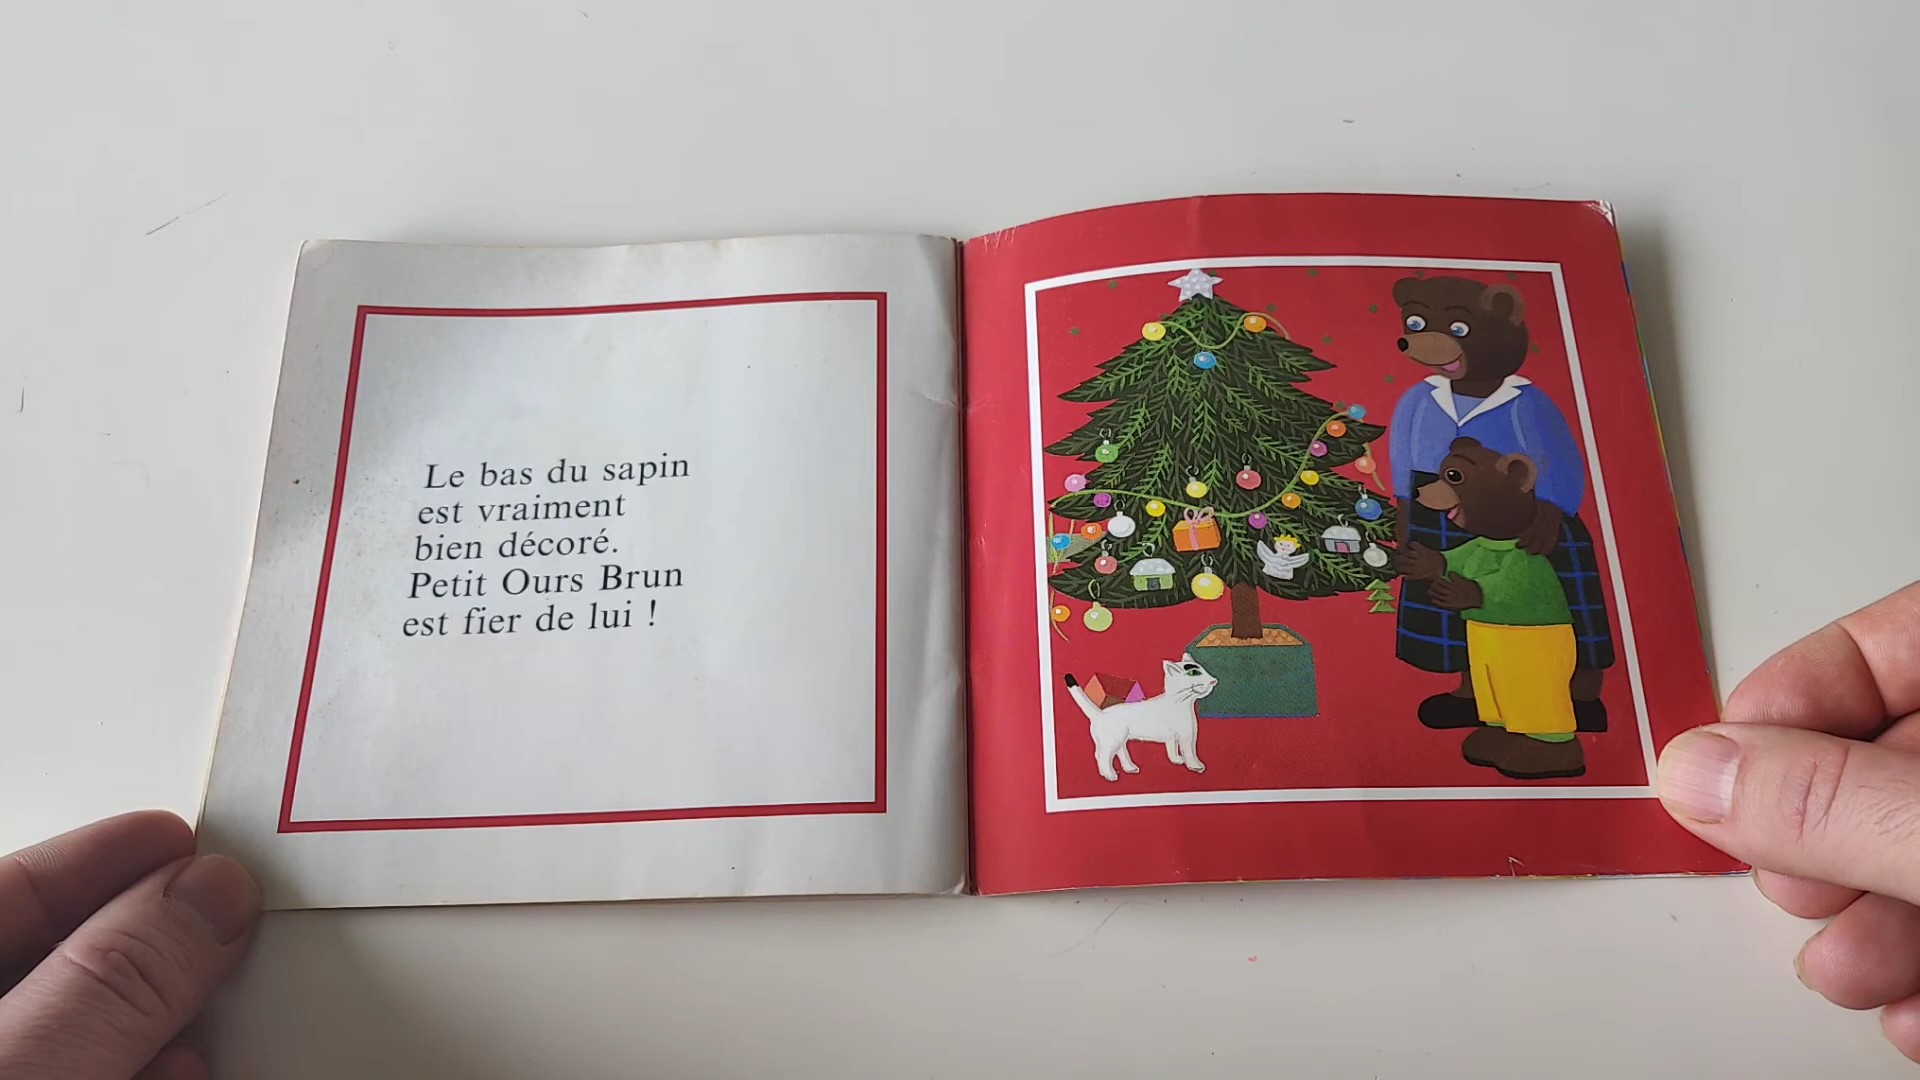 Le bas du sapin
est vraiment
bien décoré.
Petit Ours Brun
est fier de lui !